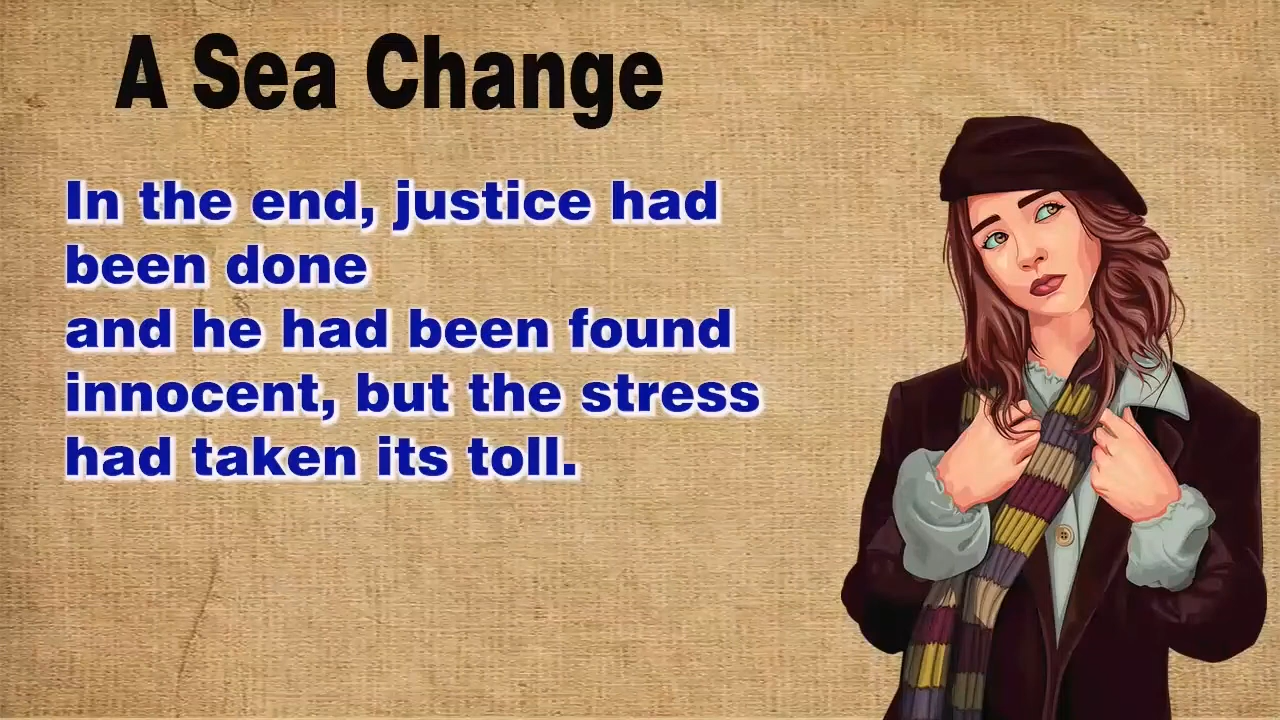 A Sea Change
In the end, justice had
been done
and he had been found
innocent, but the stress
had taken its toll.